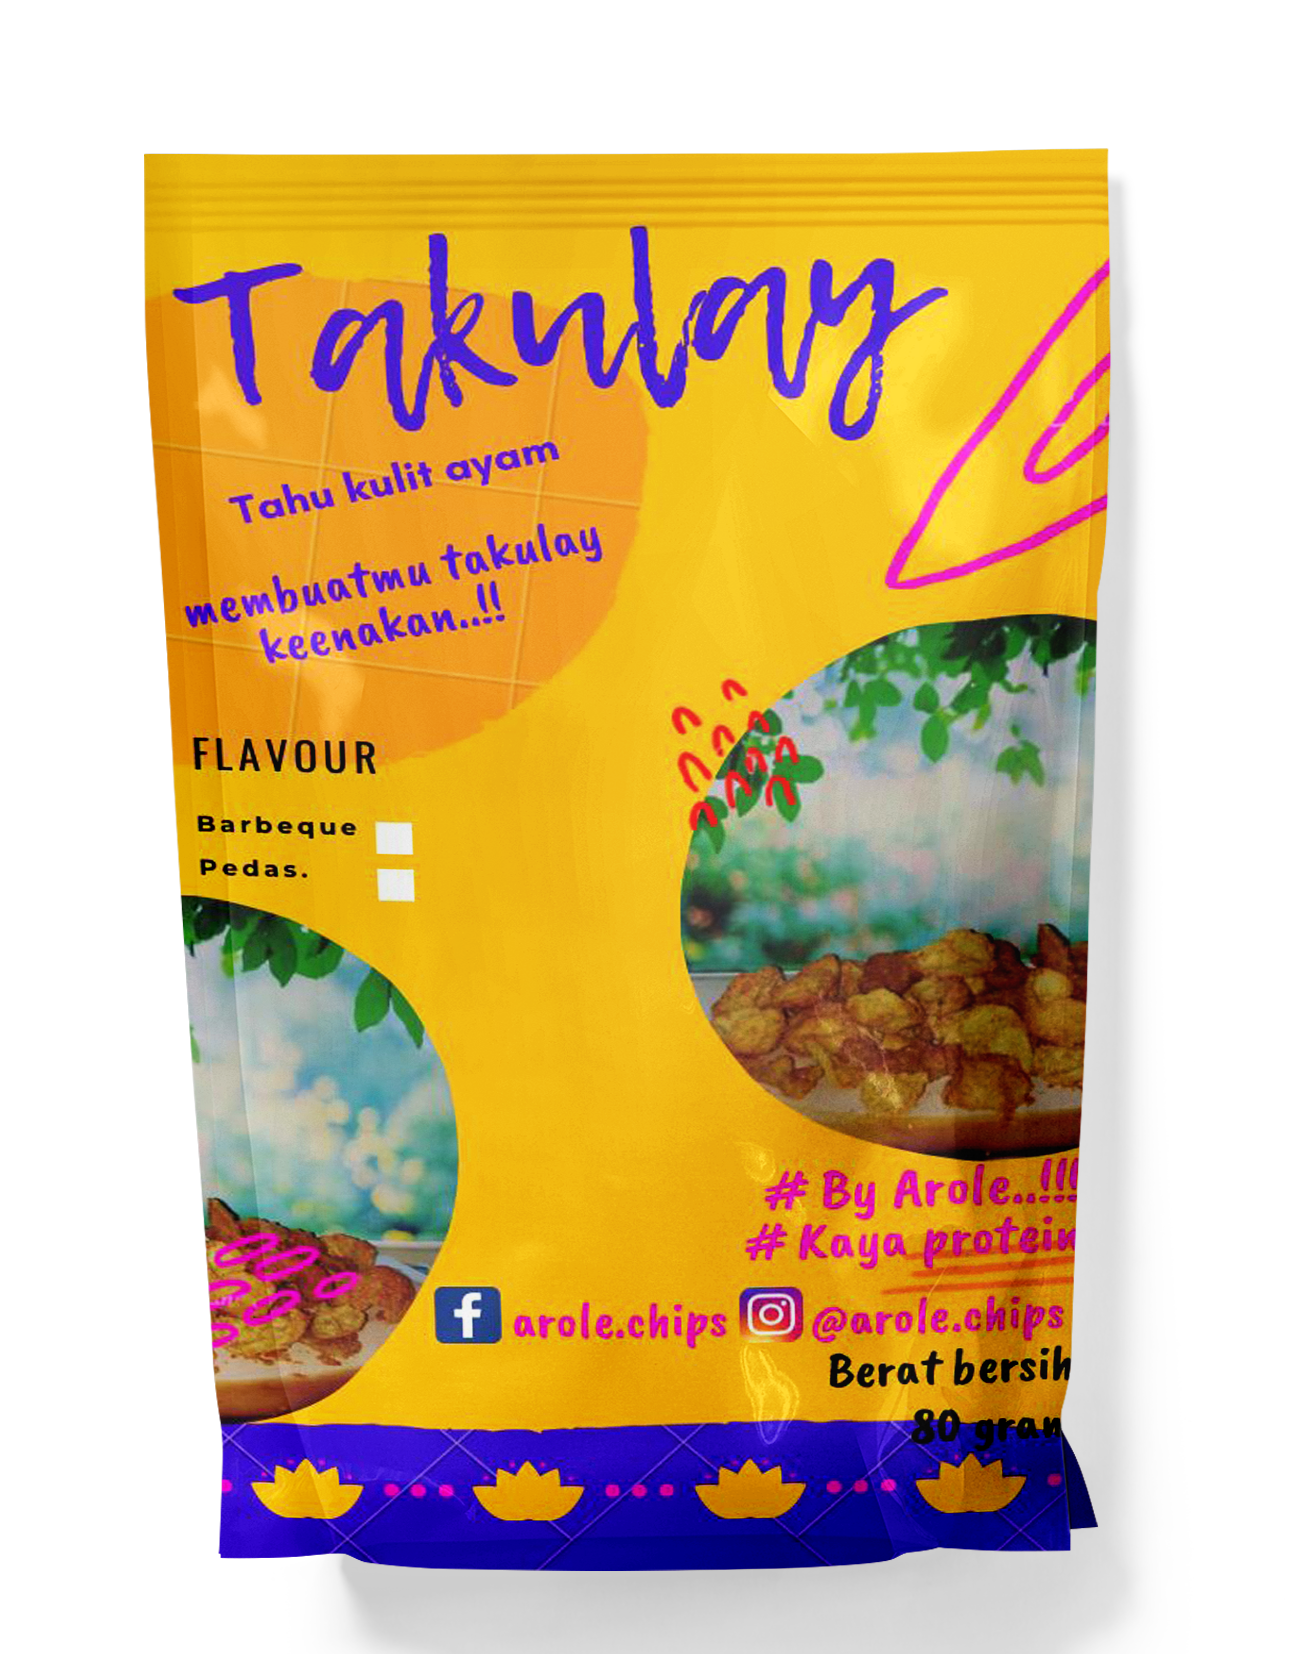 Takulay
Tahu kulit ayam
membuatmu takulay
keenakan..!!
FLAVOUR
Barbeque
Pedas.
# By Arole..!!!
# Kaya protein
arole.chips @arole.chips
Berat bersih
80 gram